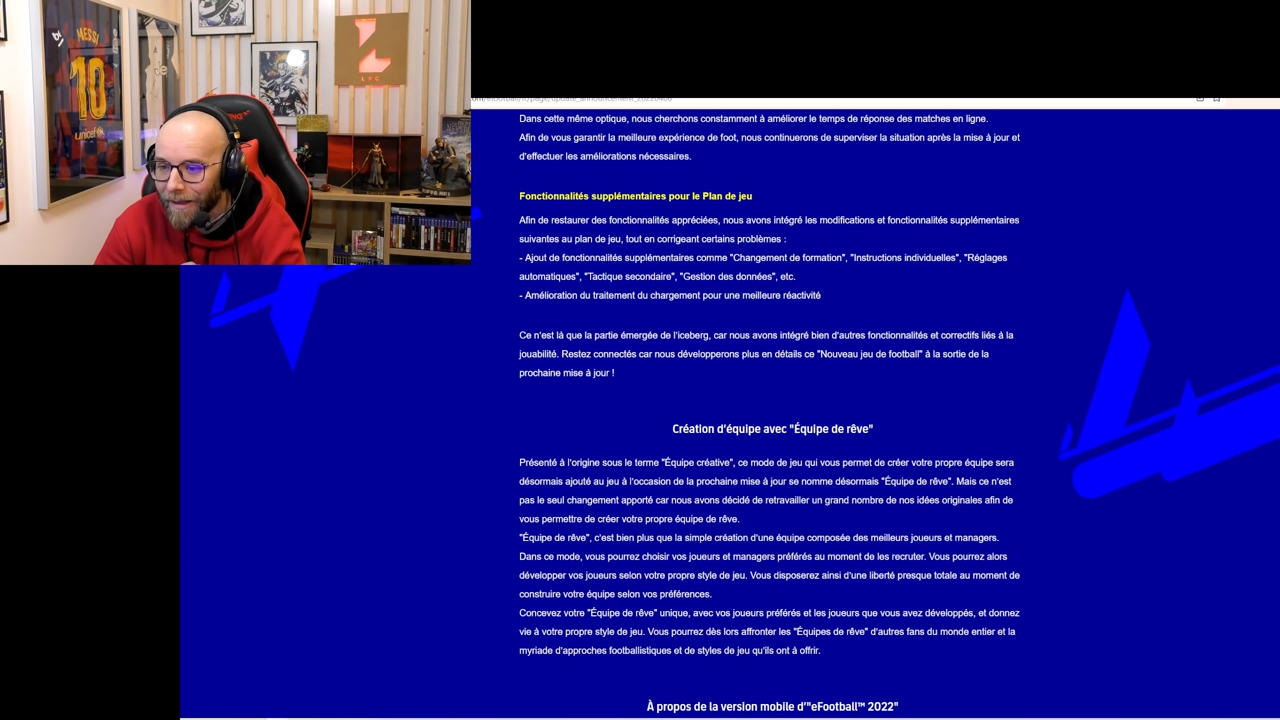 MESSI
10
unicef
LFC
Dans cette même optique, nous cherchons constamment à améliorer le temps de réponse des matches en ligne.
Afin de vous garantir la meilleure expérience de foot, nous continuerons de superviser la situation après la mise à jour et
d'effectuer les améliorations nécessaires.
Fonctionnalités supplémentaires pour le Plan de jeu
Afin de restaurer des fonctionnalités appréciées, nous avons intégré les modifications et fonctionnalités supplémentaires
suivantes au plan de jeu, tout en corrigeant certains problèmes :
- Ajout de fonctionnalités supplémentaires comme "Changement de formation", "Instructions individuelles", "Réglages
automatiques", "Tactique secondaire", "Gestion des données", etc.
- Amélioration du traitement du chargement pour une meilleure réactivité
Ce n'est là que la partie émergée de l'iceberg, car nous avons intégré bien d'autres fonctionnalités et correctifs liés à la
jouabilité. Restez connectés car nous développerons plus en détails ce "Nouveau jeu de football" à la sortie de la
prochaine mise à jour !
Création d'équipe avec "Équipe de rêve"
Présenté à l'origine sous le terme "Équipe créative", ce mode de jeu qui vous permet de créer votre propre équipe sera
désormais ajouté au jeu à l'occasion de la prochaine mise à jour se nomme désormais "Équipe de rêve". Mais ce n'est
pas le seul changement apporté car nous avons décidé de retravailler un grand nombre de nos idées originales afin de
vous permettre de créer votre propre équipe de rêve.
"Équipe de rêve", c'est bien plus que la simple création d'une équipe composée des meilleurs joueurs et managers.
Dans ce mode, vous pourrez choisir vos joueurs et managers préférés au moment de les recruter. Vous pourrez alors
développer vos joueurs selon votre propre style de jeu. Vous disposerez ainsi d'une liberté presque totale au moment de
construire votre équipe selon vos préférences.
Concevez votre "Équipe de rêve" unique, avec vos joueurs préférés et les joueurs que vous avez développés, et donnez
vie à votre propre style de jeu. Vous pourrez dès lors affronter les "Équipes de rêve" d'autres fans du monde entier et la
myriade d'approches footballistiques et de styles de jeu qu'ils ont à offrir.
À propos de la version mobile d'"eFootball™ 2022"